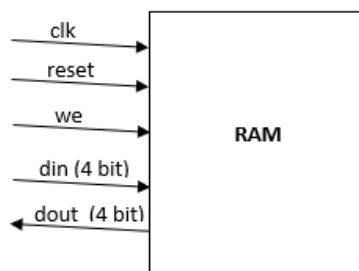 clk
reset
we
RAM
din (4 bit)
dout (4 bit)